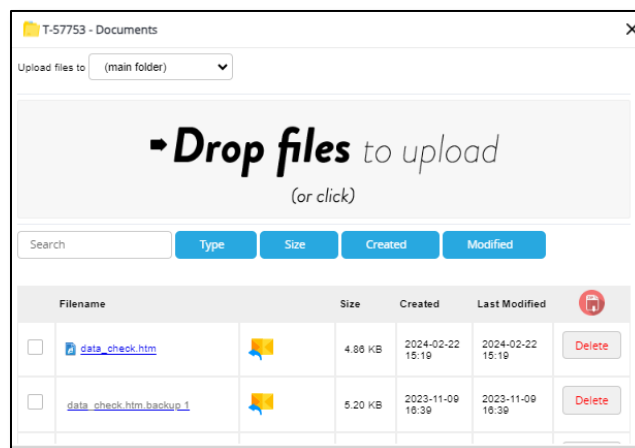 T-57753 - Documents
Upload files to (main folder)
Drop files to upload
(or click)
Search Type Size Created Modified
Filename Size Created Last Modified
data_check.htm 4.86 KB 2024-02-22 2024-02-22 Delete
15:19 15:19
data_check.htm.backup 1 5.20 KB 2023-11-09 2023-11-09 Delete
16:39 16:39